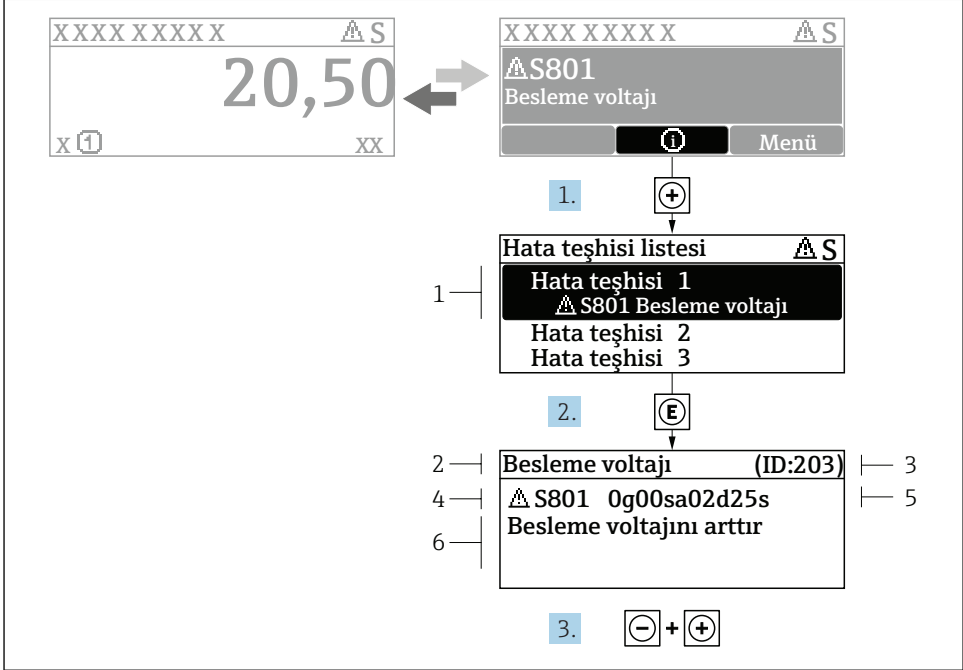 XXXX XXXXX ⚠ S
20,50
X ① XX
XXXX XXXXX ⚠ S
⚠S801
Besleme voltajı
ⓘ Menü
1. +
Hata teşhisi listesi ⚠ S
1
Hata teşhisi 1
⚠ S801 Besleme voltajı
Hata teşhisi 2
Hata teşhisi 3
2. E
2 Besleme voltajı (ID:203) 3
4 ⚠ S801 0g00sa02d25s 5
6 Besleme voltajını arttır
3. − + +